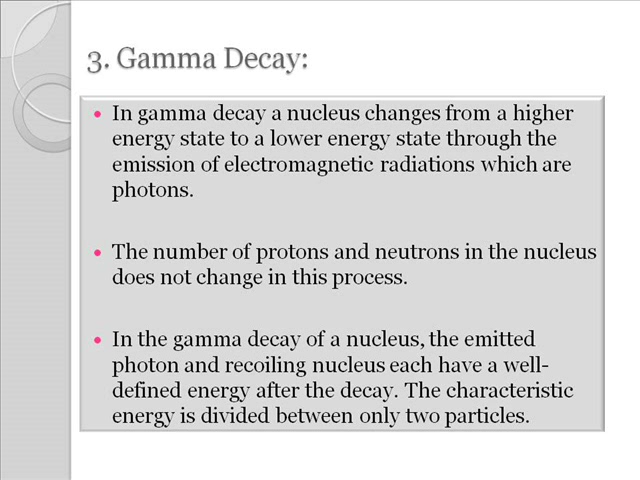 3. Gamma Decay:
• In gamma decay a nucleus changes from a higher
energy state to a lower energy state through the
emission of electromagnetic radiations which are
photons.
• The number of protons and neutrons in the nucleus
does not change in this process.
• In the gamma decay of a nucleus, the emitted
photon and recoiling nucleus each have a well-
defined energy after the decay. The characteristic
energy is divided between only two particles.